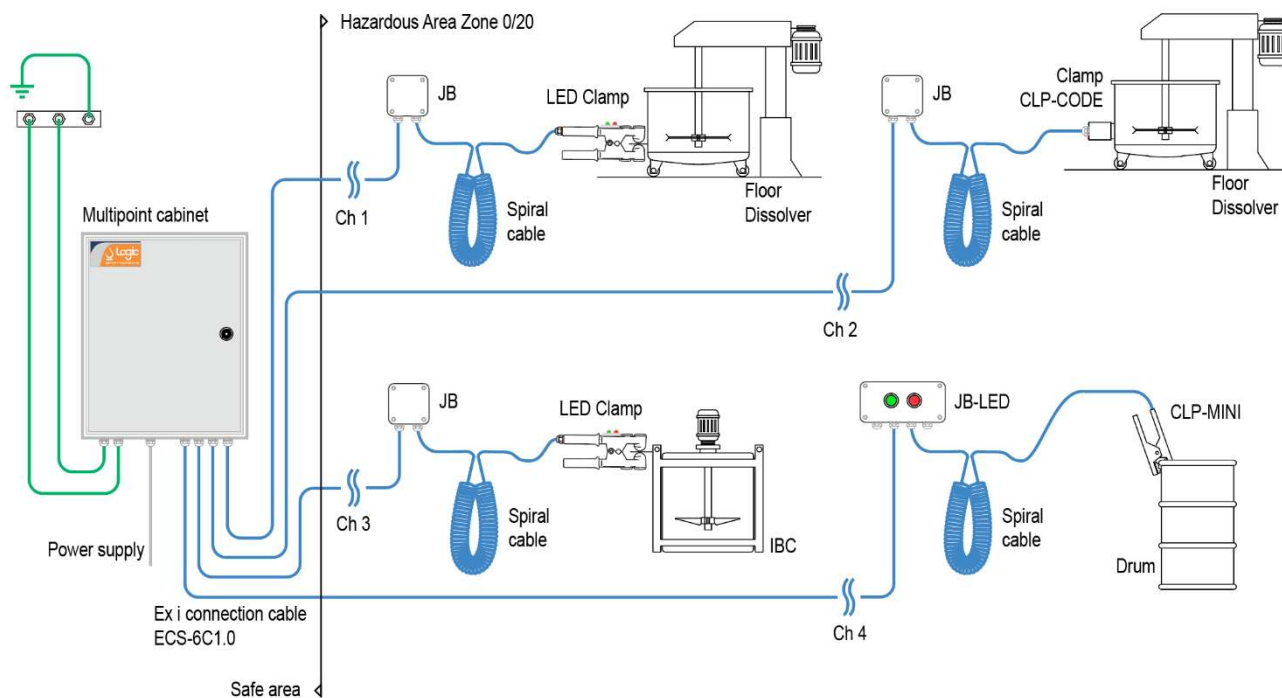 Hazardous Area Zone 0/20
JB
LED Clamp
Floor
Dissolver
Spiral
cable
Ch 1
JB
Clamp
CLP-CODE
Floor
Dissolver
Spiral
cable
Ch 2
Multipoint cabinet
Logic
Power supply
Ex i connection cable
ECS-6C1.0
Safe area
JB
LED Clamp
Spiral
cable
IBC
Ch 3
JB-LED
CLP-MINI
Spiral
cable
Drum
Ch 4